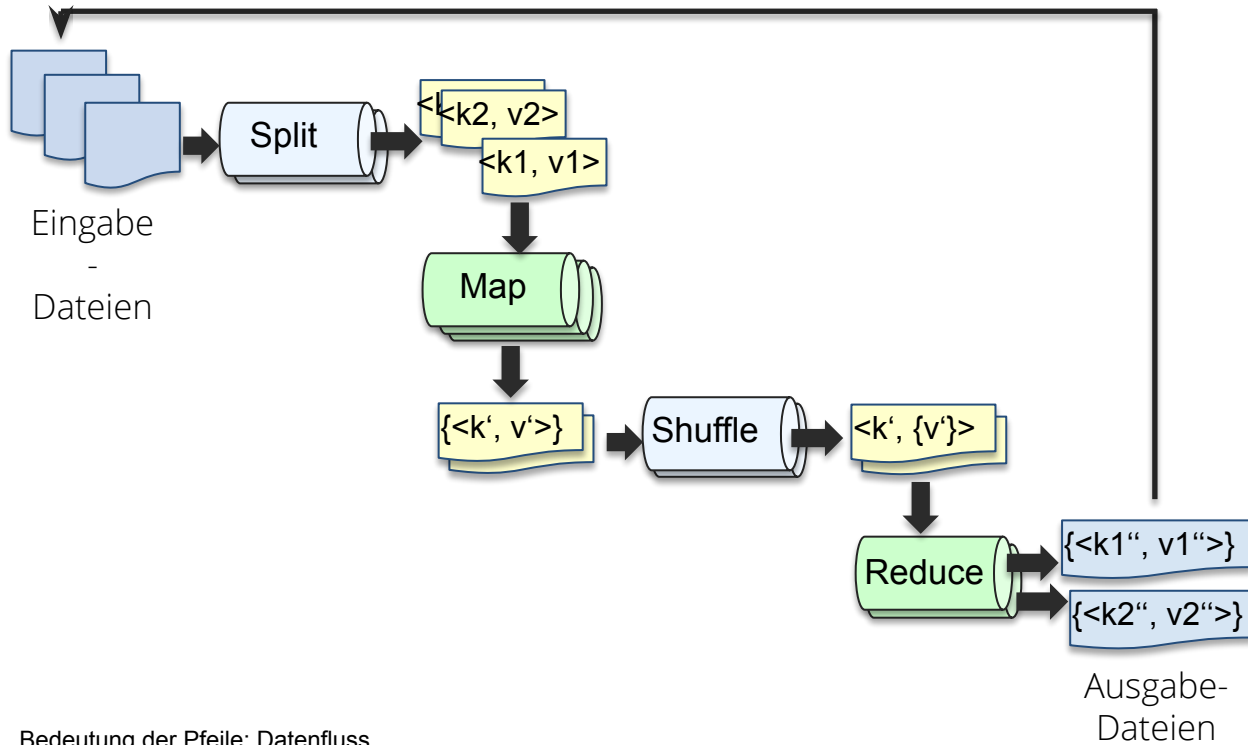 Split
<k2, v2>
<k1, v1>
Eingabe
-
Dateien
Map
{<k‘, v‘>}
Shuffle
<k‘, {v‘}>
Reduce
{<k1“, v1“>}
{<k2“, v2“>}
Ausgabe-
Dateien
Bedeutung der Pfeile: Datenfluss